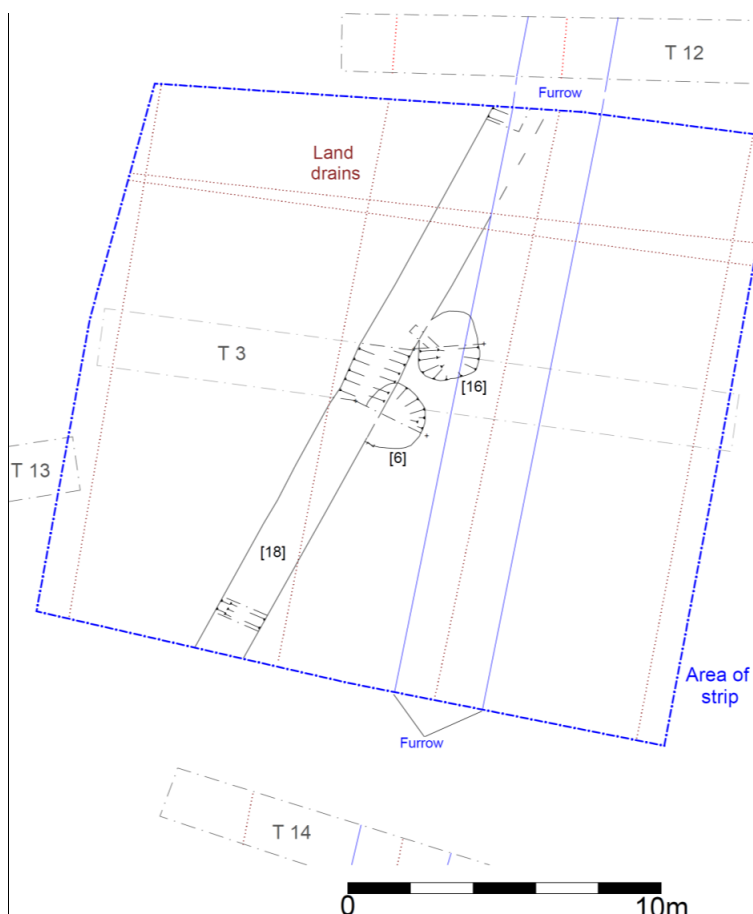 T 12
Furrow
Land
drains
T 3
[16]
[6]
T 13
[18]
Area of
strip
Furrow
T 14
0 10m